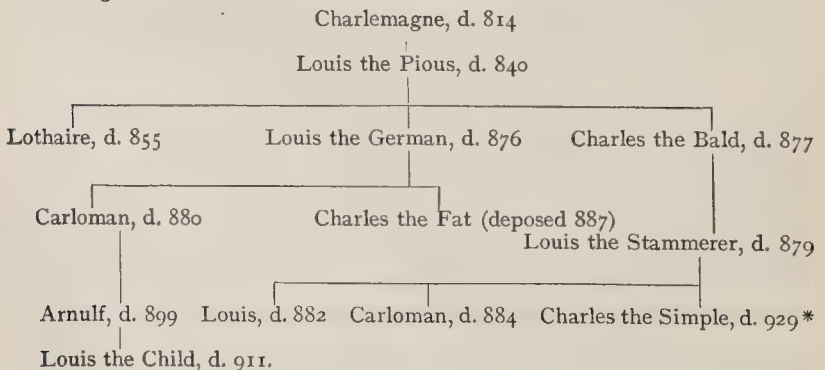 Charlemagne, d. 814
Louis the Pious, d. 840
Lothaire, d. 855 Louis the German, d. 876 Charles the Bald, d. 877
Carloman, d. 880 Charles the Fat (deposed 887)
Louis the Stammerer, d. 879
Arnulf, d. 899 Louis, d. 882 Carloman, d. 884 Charles the Simple, d. 929*
Louis the Child, d. 911.